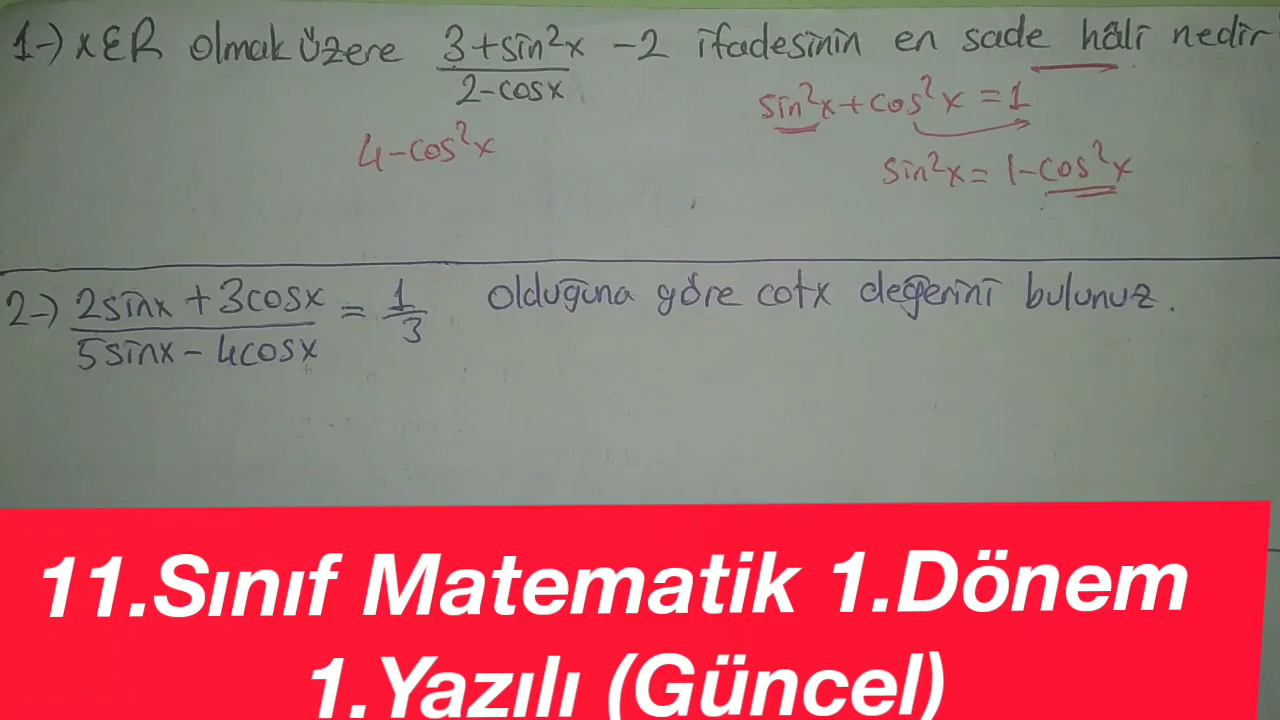 1-) x∈R olmak üzere (3+sin²x)/(2-cosx) -2 ifadesinin en sade hâli nedir
sin²x+cos²x=1
4-cos²x
sin²x=1-cos²x
2-) (2sinx+3cosx)/(5sinx-4cosx) = 1/3 olduğuna göre cotx değerini bulunuz.
11.Sınıf Matematik 1.Dönem
1.Yazılı (Güncel)